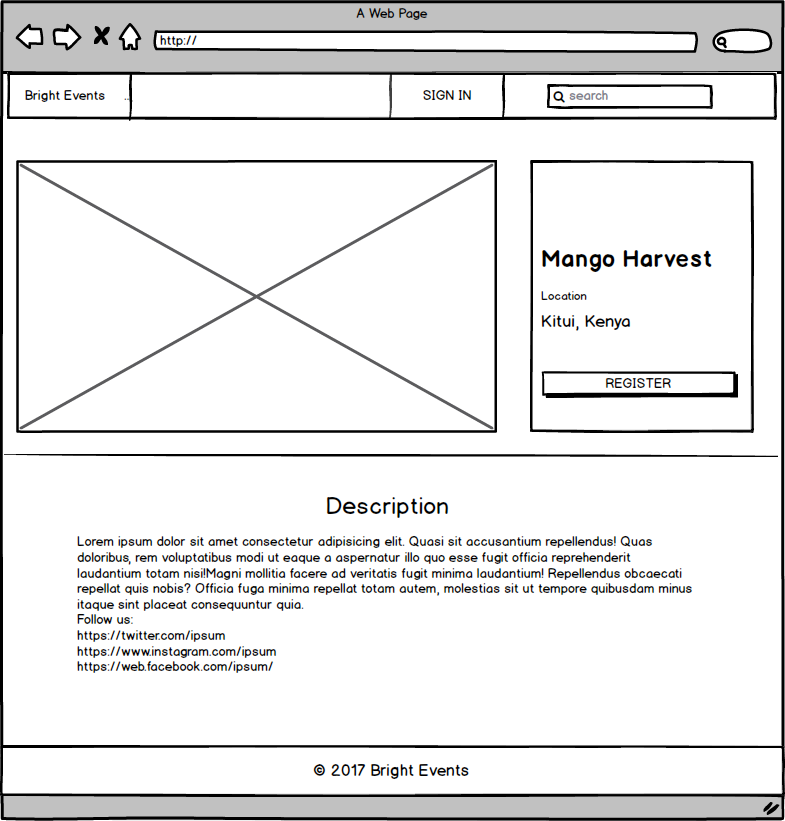 A Web Page
http://
Bright Events
SIGN IN
search
Mango Harvest
Location
Kitui, Kenya
REGISTER
Description
Lorem ipsum dolor sit amet consectetur adipisicing elit. Quasi sit accusantium repellendus! Quas
doloribus, rem voluptatibus modi ut eaque a aspernatur illo quo esse fugit officia reprehenderit
laudantium totam nisi!Magni mollitia facere ad veritatis fugit minima laudantium! Repellendus obcaecati
repellat quis nobis? Officia fuga minima repellat totam autem, molestias sit ut tempore quibusdam minus
itaque sint placeat consequuntur quia.
Follow us:
https://twitter.com/ipsum
https://www.instagram.com/ipsum
https://web.facebook.com/ipsum/
© 2017 Bright Events